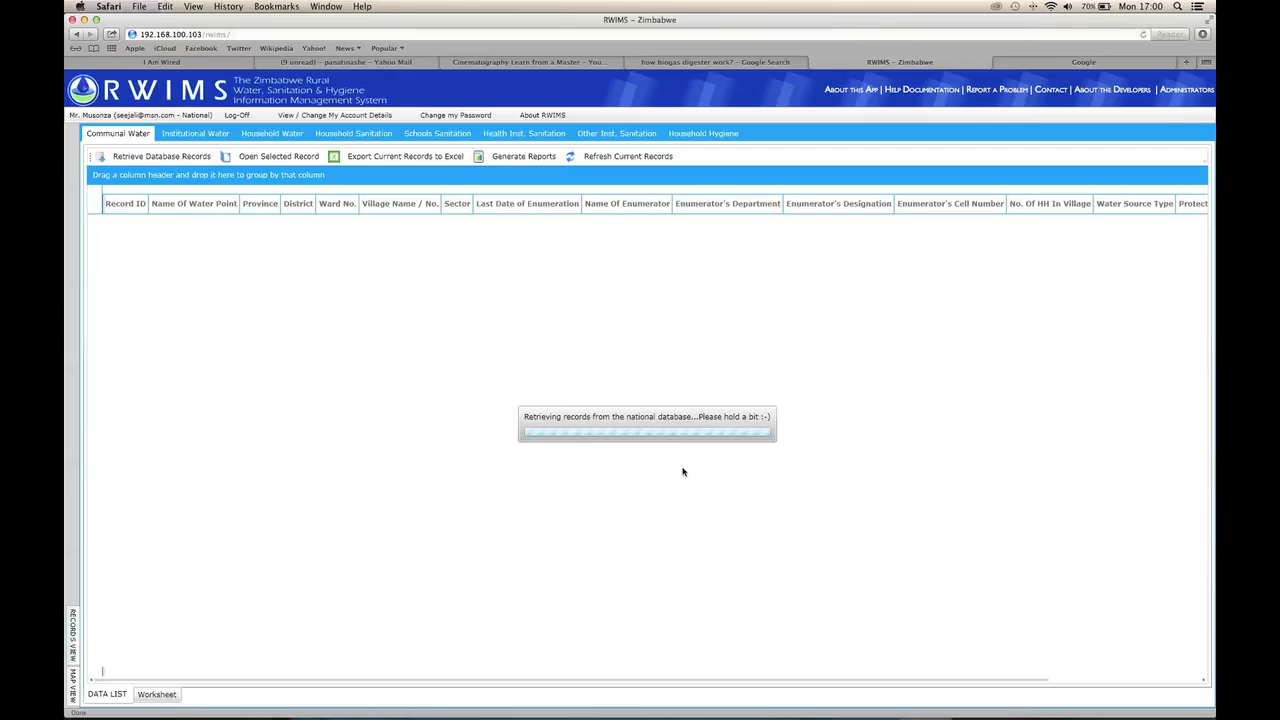 Safari File Edit View History Bookmarks Window Help 70% Mon 17:00
RWIMS – Zimbabwe
192.168.100.103/rwims/ Reader
Apple iCloud Facebook Twitter Wikipedia Yahoo! News Popular
I Am Wired (9 unread) – panatinashe – Yahoo Mail Cinematography Learn from a Master – You... how biogas digester work? – Google Search RWIMS – Zimbabwe Google
RWIMS
The Zimbabwe Rural
Water, Sanitation & Hygiene
Information Management System
About this App | Help Documentation | Report a Problem | Contact | About the Developers | Administrators
Mr. Musonza (seejali@msn.com - National) Log-Off View / Change My Account Details Change my Password About RWIMS
Communal Water Institutional Water Household Water Household Sanitation Schools Sanitation Health Inst. Sanitation Other Inst. Sanitation Household Hygiene
Retrieve Database Records Open Selected Record Export Current Records to Excel Generate Reports Refresh Current Records
Drag a column header and drop it here to group by that column
Record ID Name Of Water Point Province District Ward No. Village Name / No. Sector Last Date of Enumeration Name Of Enumerator Enumerator's Department Enumerator's Designation Enumerator's Cell Number No. Of HH In Village Water Source Type Protect
Retrieving records from the national database...Please hold a bit :-)
RECORDS VIEW
MAP VIEW
DATA LIST Worksheet
Done